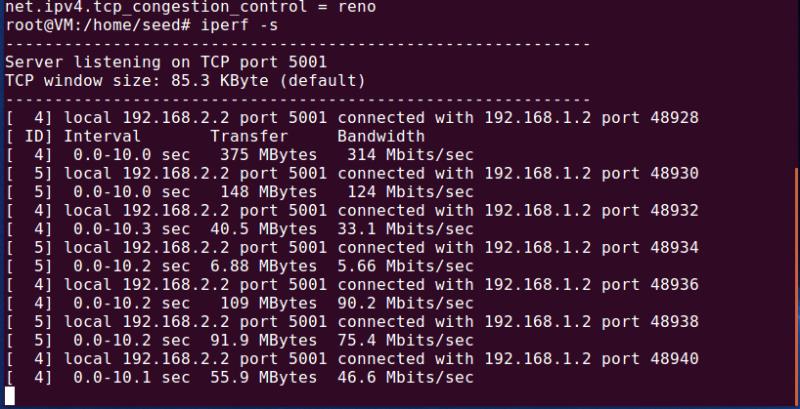 net.ipv4.tcp_congestion_control = reno
root@VM:/home/seed# iperf -s
------------------------------------------------------------
Server listening on TCP port 5001
TCP window size: 85.3 KByte (default)
------------------------------------------------------------
[  4] local 192.168.2.2 port 5001 connected with 192.168.1.2 port 48928
[ ID] Interval       Transfer     Bandwidth
[  4]  0.0-10.0 sec   375 MBytes   314 Mbits/sec
[  5] local 192.168.2.2 port 5001 connected with 192.168.1.2 port 48930
[  5]  0.0-10.0 sec   148 MBytes   124 Mbits/sec
[  4] local 192.168.2.2 port 5001 connected with 192.168.1.2 port 48932
[  4]  0.0-10.3 sec  40.5 MBytes  33.1 Mbits/sec
[  5] local 192.168.2.2 port 5001 connected with 192.168.1.2 port 48934
[  5]  0.0-10.2 sec  6.88 MBytes  5.66 Mbits/sec
[  4] local 192.168.2.2 port 5001 connected with 192.168.1.2 port 48936
[  4]  0.0-10.2 sec   109 MBytes  90.2 Mbits/sec
[  5] local 192.168.2.2 port 5001 connected with 192.168.1.2 port 48938
[  5]  0.0-10.2 sec  91.9 MBytes  75.4 Mbits/sec
[  4] local 192.168.2.2 port 5001 connected with 192.168.1.2 port 48940
[  4]  0.0-10.1 sec  55.9 MBytes  46.6 Mbits/sec